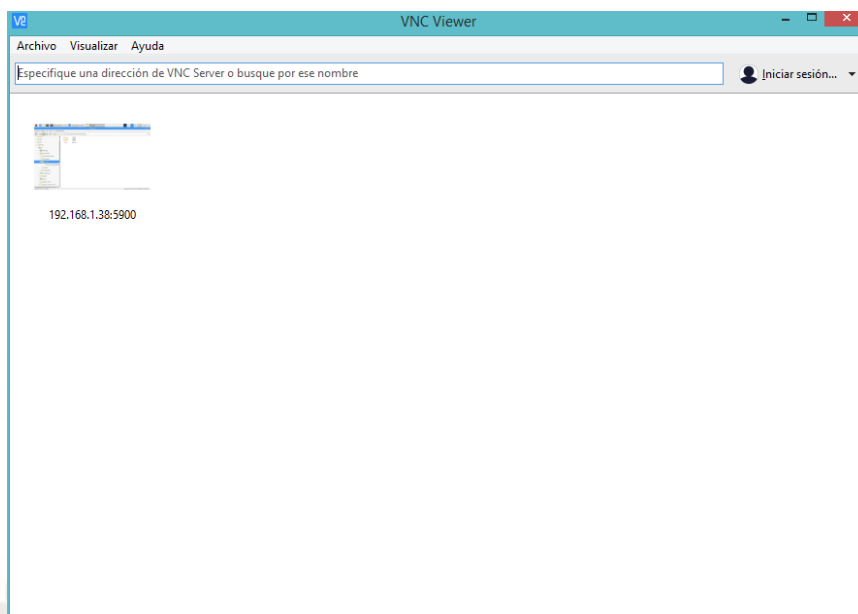 VNC Viewer
Archivo Visualizar Ayuda
Especifique una dirección de VNC Server o busque por ese nombre
Iniciar sesión...
192.168.1.38:5900